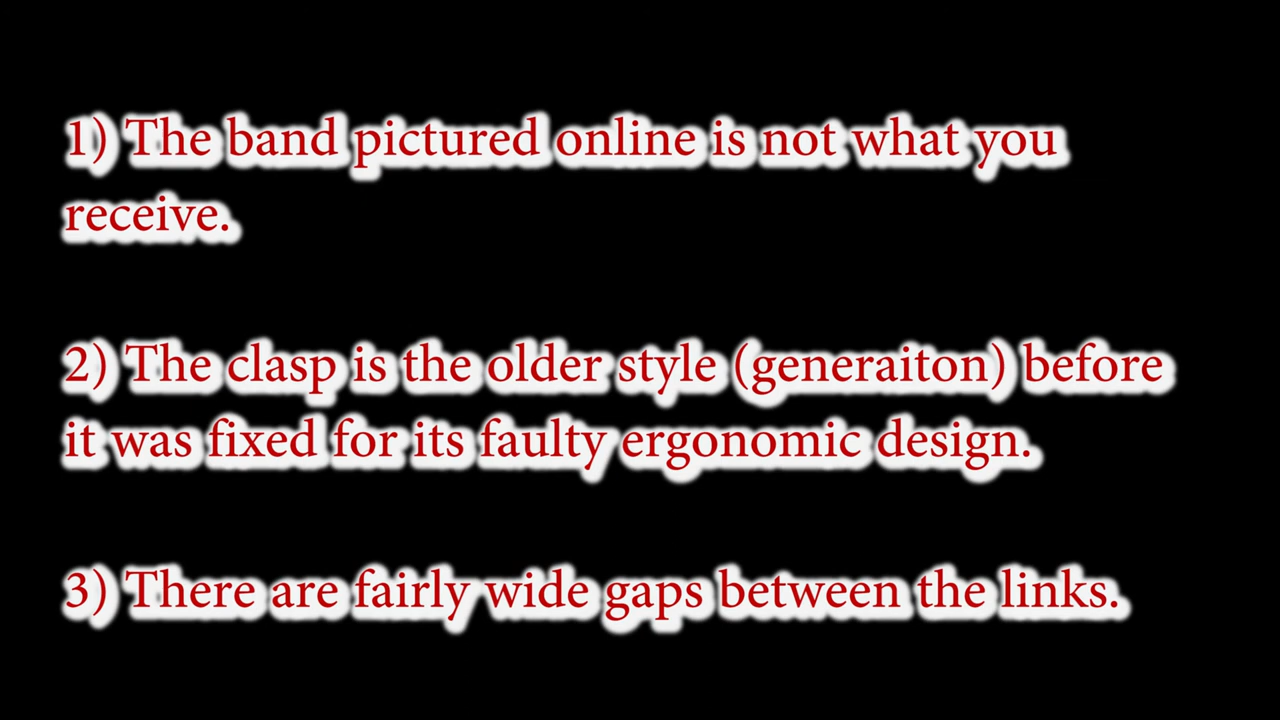 1) The band pictured online is not what you
receive.
2) The clasp is the older style (generaiton) before
it was fixed for its faulty ergonomic design.
3) There are fairly wide gaps between the links.